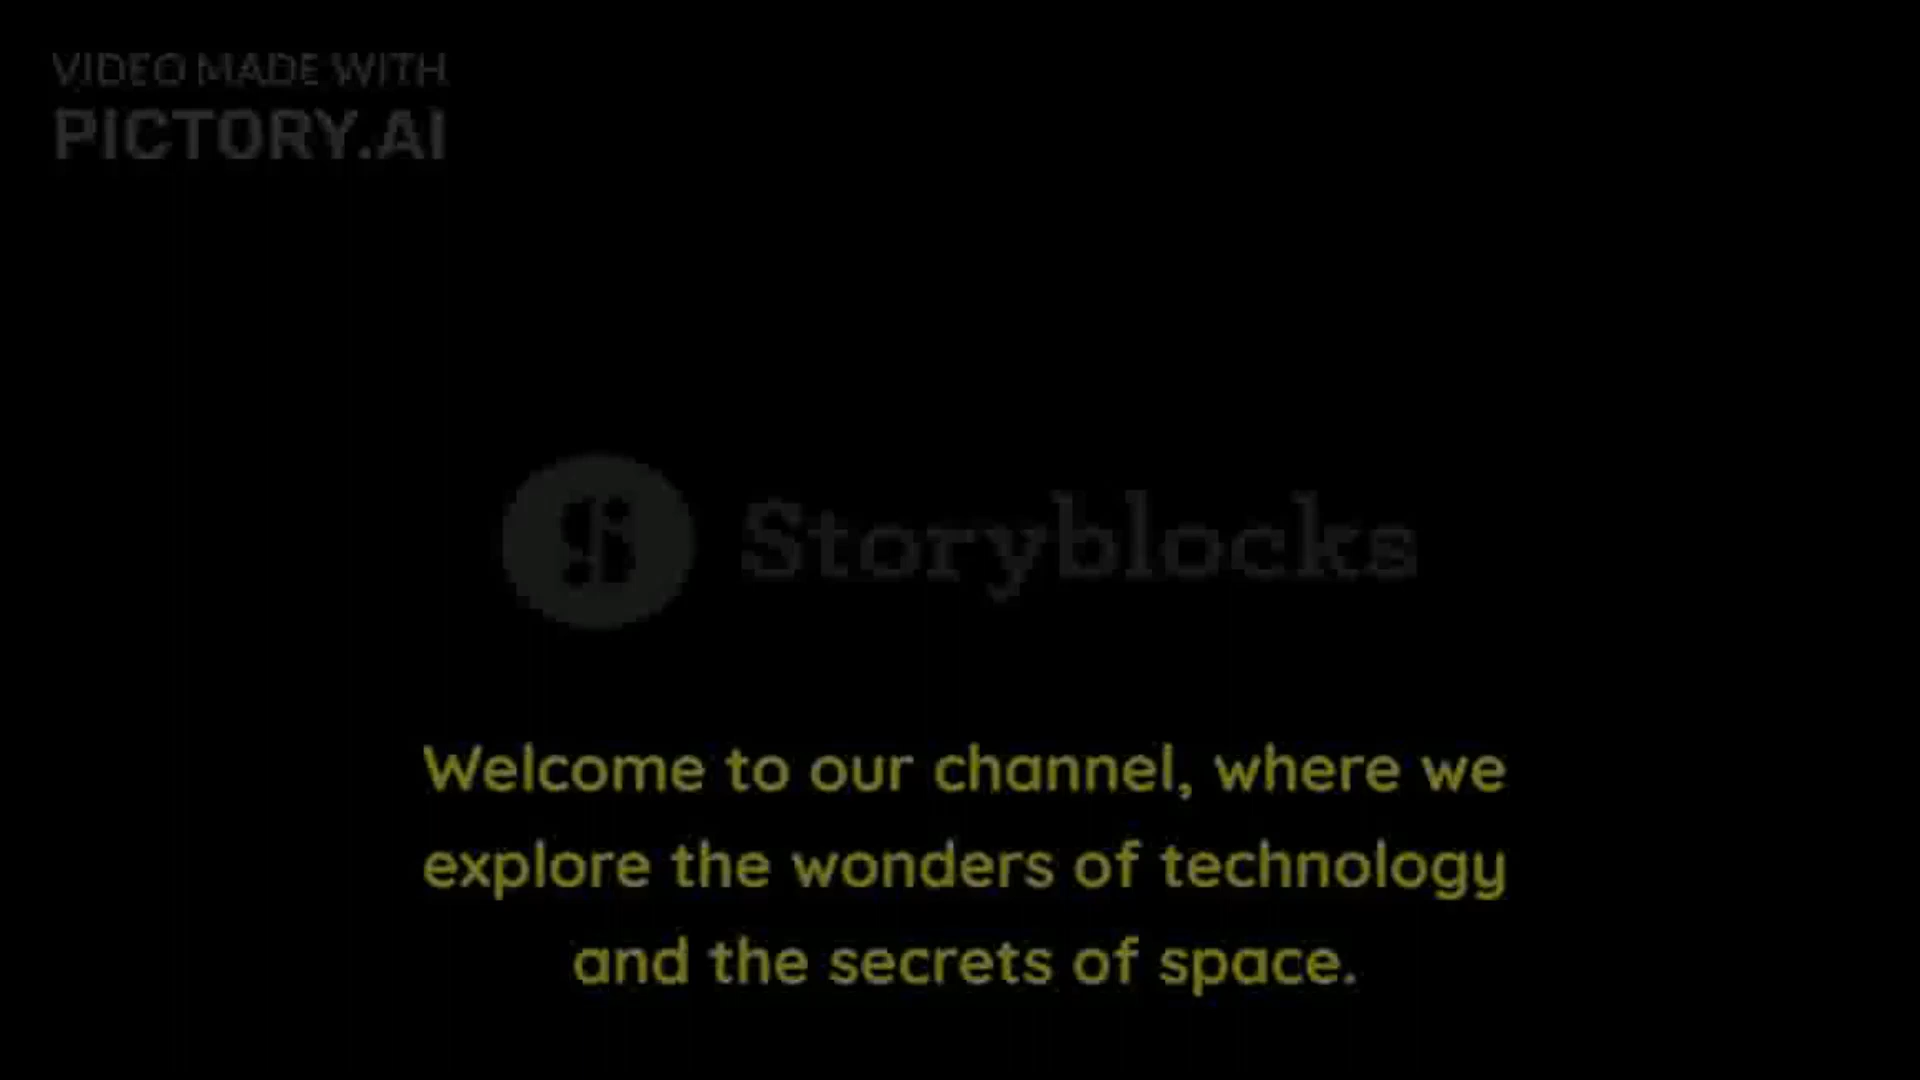 VIDEO MADE WITH
PICTORY.AI
Storyblocks
Welcome to our channel, where we
explore the wonders of technology
and the secrets of space.